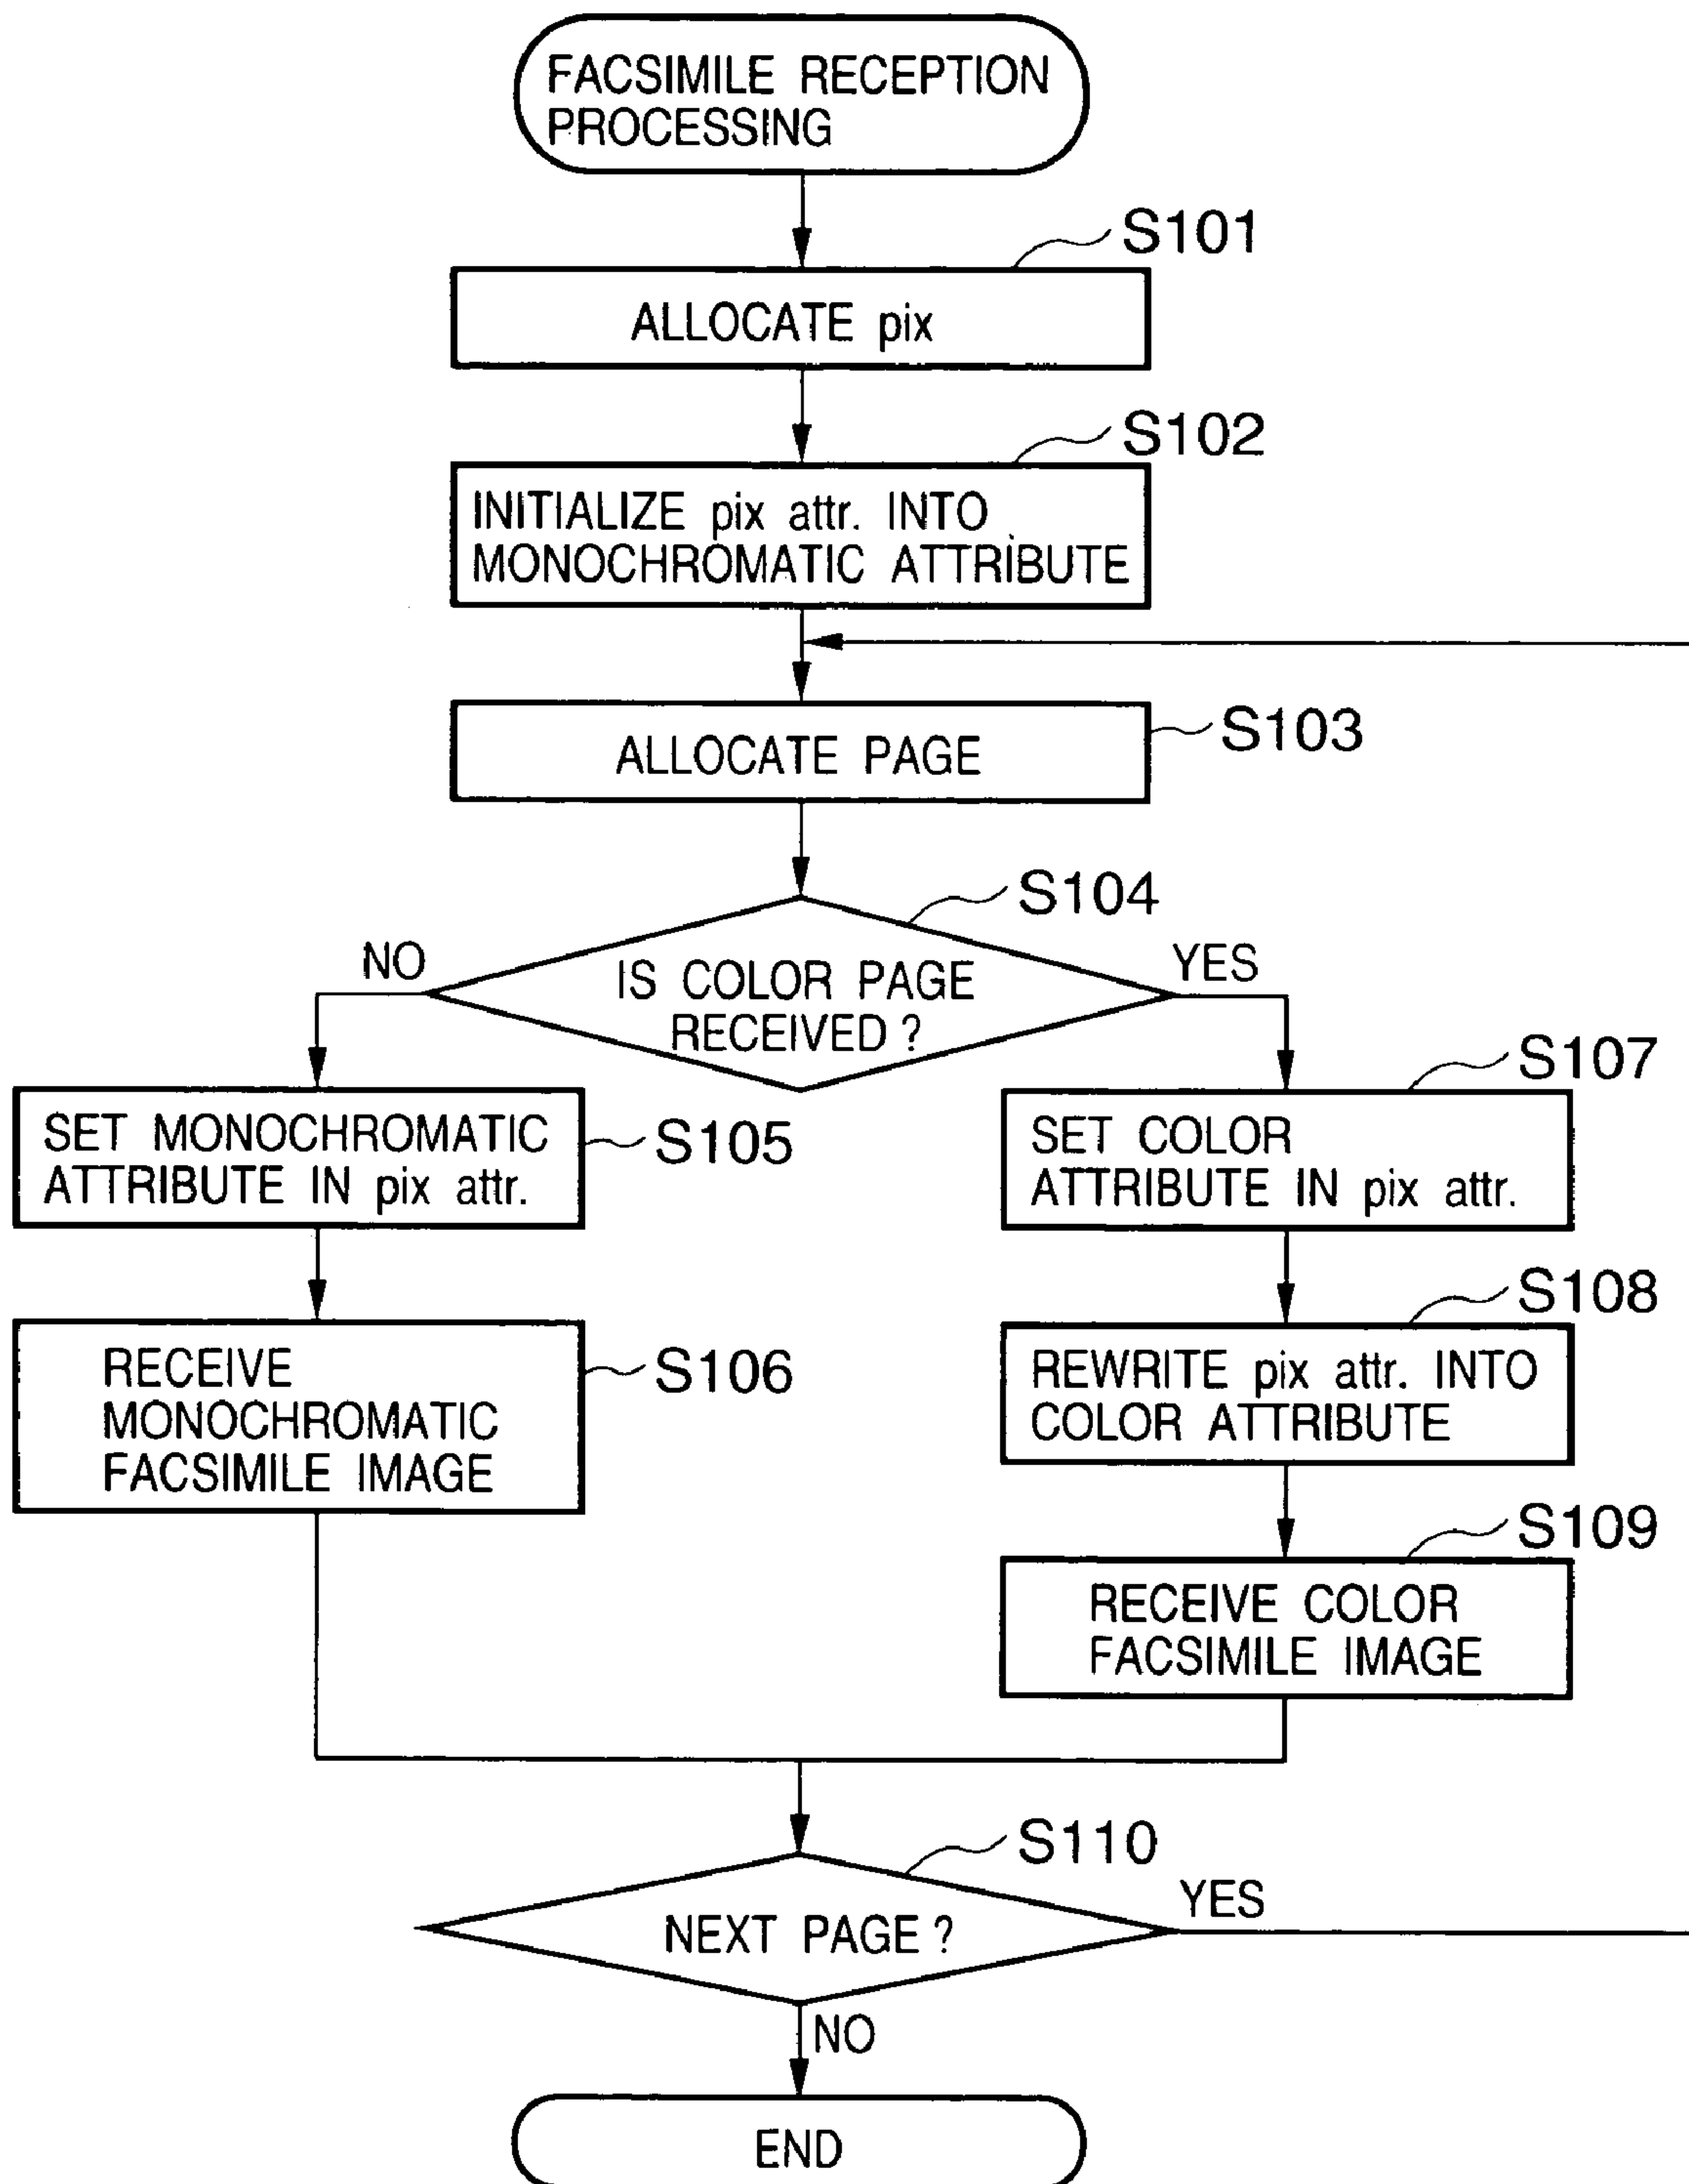 FACSIMILE RECEPTION
PROCESSING
S101
ALLOCATE pix
S102
INITIALIZE pix attr. INTO
MONOCHROMATIC ATTRIBUTE
S103
ALLOCATE PAGE
S104
NO
YES
IS COLOR PAGE
RECEIVED ?
S105
SET MONOCHROMATIC
ATTRIBUTE IN pix attr.
S107
SET COLOR
ATTRIBUTE IN pix attr.
S106
RECEIVE
MONOCHROMATIC
FACSIMILE IMAGE
S108
REWRITE pix attr. INTO
COLOR ATTRIBUTE
S109
RECEIVE COLOR
FACSIMILE IMAGE
S110
YES
NEXT PAGE ?
NO
END